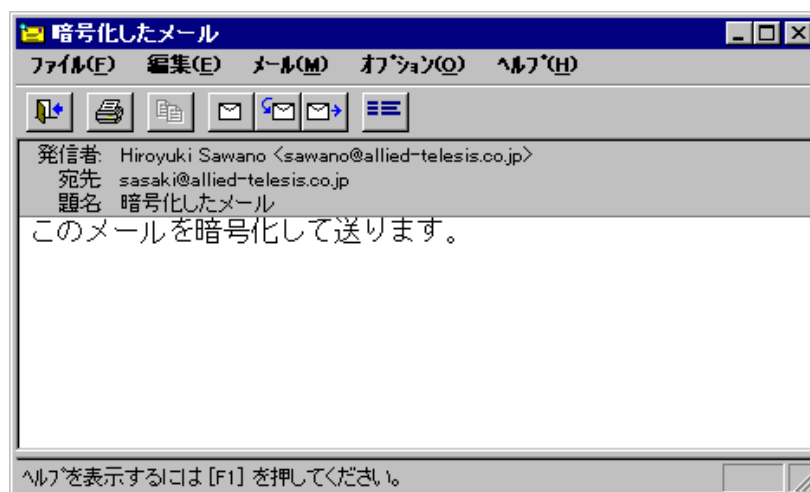 暗号化したメール
ﾌｧｲﾙ(F) 編集(E) ﾒｰﾙ(M) ｵﾌﾟｼｮﾝ(O) ﾍﾙﾌﾟ(H)
発信者: Hiroyuki Sawano <sawano@allied-telesis.co.jp>
宛先 sasaki@allied-telesis.co.jp
題名 暗号化したメール
このメールを暗号化して送ります。
ﾍﾙﾌﾟを表示するには [F1] を押してください。